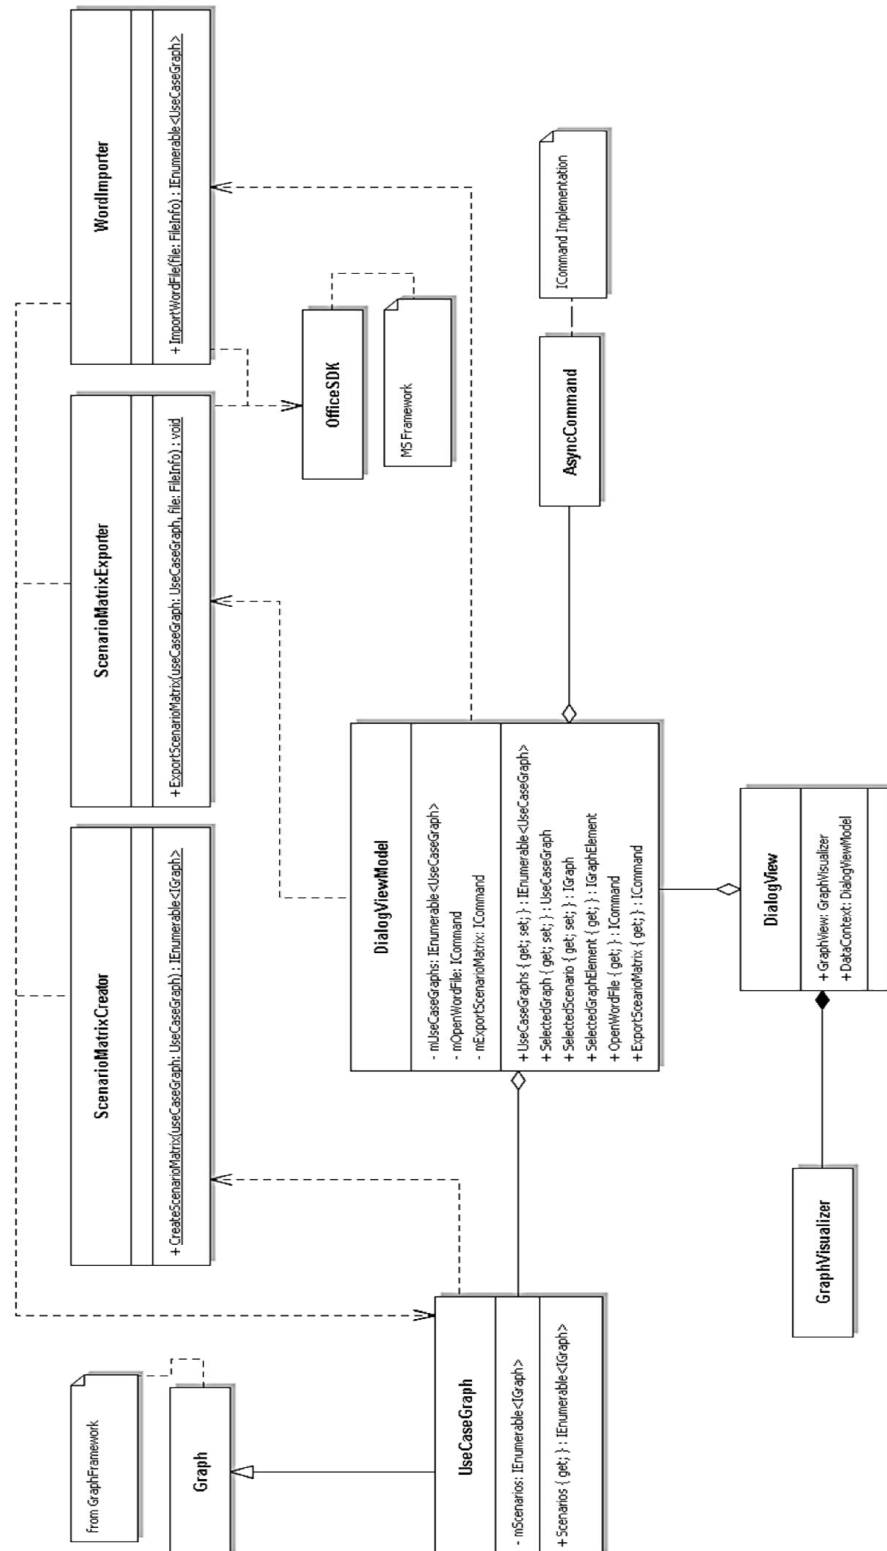 from GraphFramework
Graph
UseCaseGraph
- mScenarios: IEnumerable<IGraph>
+ Scenarios { get; } : IEnumerable<IGraph>
ScenarioMatrixCreator
+ CreateScenarioMatrix(useCaseGraph: UseCaseGraph) : IEnumerable<IGraph>
ScenarioMatrixExporter
+ ExportScenarioMatrix(useCaseGraph: UseCaseGraph, file: FileInfo) : void
WordImporter
+ ImportWordFile(file: FileInfo) : IEnumerable<UseCaseGraph>
OfficeSDK
MS Framework
DialogViewModel
- mUseCaseGraphs: IEnumerable<UseCaseGraph>
- mOpenWordFile: ICommand
- mExportScenarioMatrix: ICommand
+ UseCaseGraphs { get; set; } : IEnumerable<UseCaseGraph>
+ SelectedGraph { get; set; } : UseCaseGraph
+ SelectedScenario { get; set; } : IGraph
+ SelectedGraphElement { get; } : IGraphElement
+ OpenWordFile { get; } : ICommand
+ ExportScearioMatrix { get; } : ICommand
AsyncCommand
ICommand Implementation
GraphVisualizer
DialogView
+ GraphView: GraphVisualizer
+ DataContext: DialogViewModel